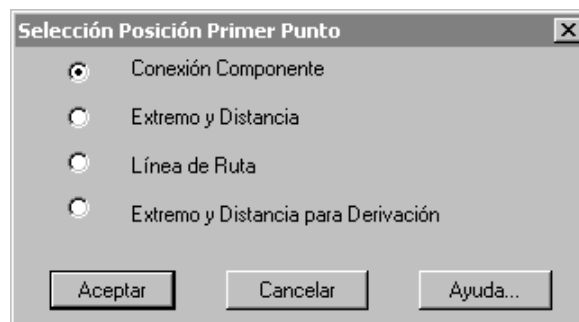 Selección Posición Primer Punto
Conexión Componente
Extremo y Distancia
Línea de Ruta
Extremo y Distancia para Derivación
Aceptar Cancelar Ayuda...